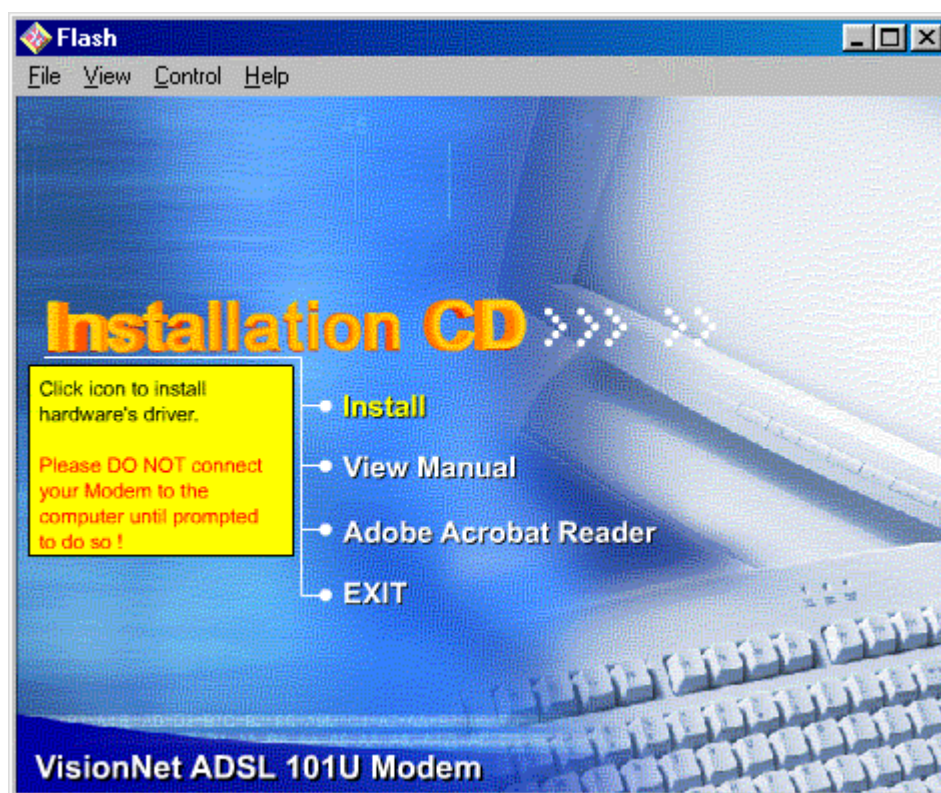 Flash
File View Control Help
Installation CD
Click icon to install
hardware's driver.
Please DO NOT connect
your Modem to the
computer until prompted
to do so !
Install
View Manual
Adobe Acrobat Reader
EXIT
VisionNet ADSL 101U Modem